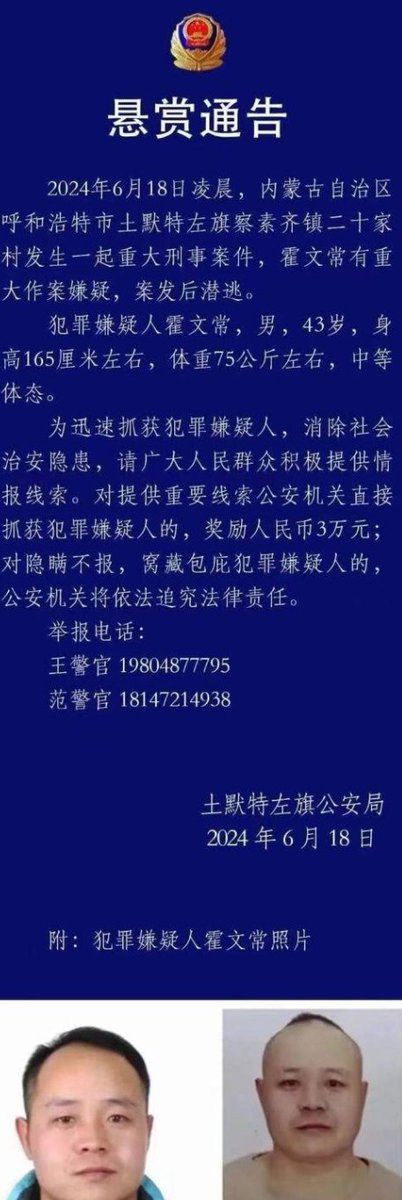 悬赏通告
2024年6月18日凌晨，内蒙古自治区
呼和浩特市土默特左旗察素齐镇二十家
村发生一起重大刑事案件，霍文常有重
大作案嫌疑，案发后潜逃。
犯罪嫌疑人霍文常，男，43岁，身
高165厘米左右，体重75公斤左右，中等
体态。
为迅速抓获犯罪嫌疑人，消除社会
治安隐患，请广大人民群众积极提供情
报线索。对提供重要线索公安机关直接
抓获犯罪嫌疑人的，奖励人民币3万元；
对隐瞒不报，窝藏包庇犯罪嫌疑人的，
公安机关将依法追究法律责任。
举报电话：
王警官 19804877795
范警官 18147214938
土默特左旗公安局
2024 年 6 月 18 日
附：犯罪嫌疑人霍文常照片